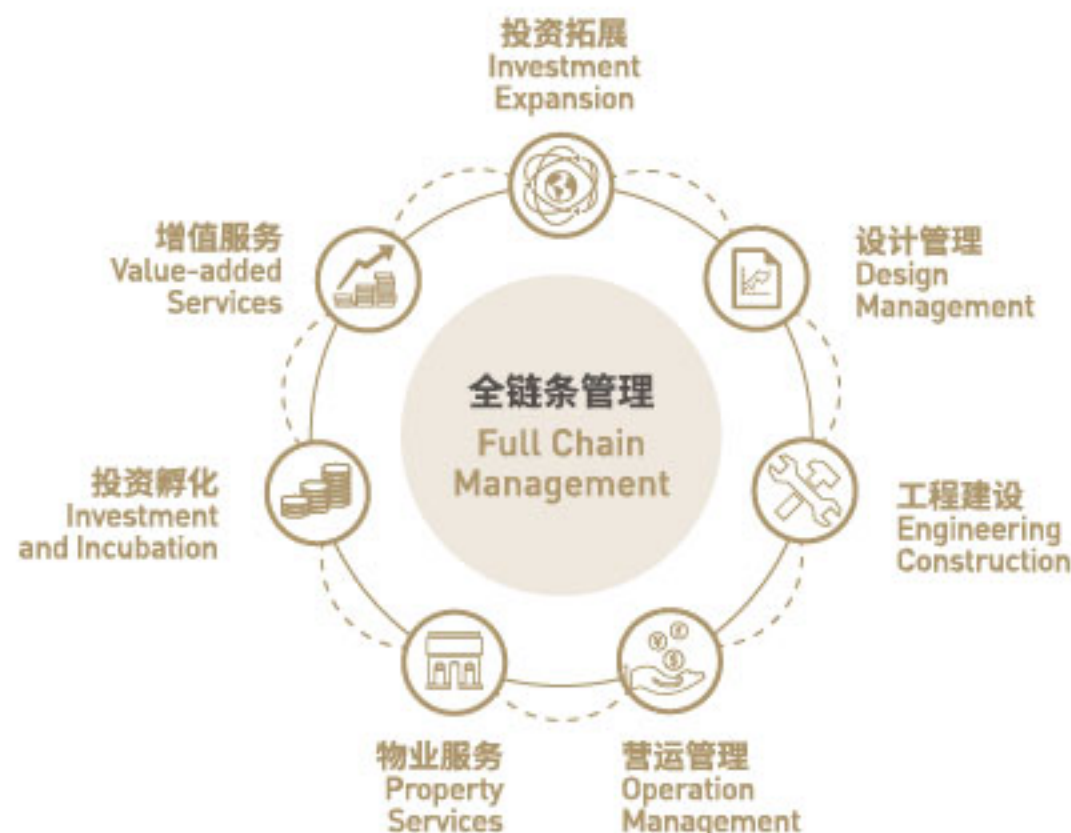 投资拓展
Investment
Expansion
设计管理
Design
Management
工程建设
Engineering
Construction
营运管理
Operation
Management
物业服务
Property
Services
投资孵化
Investment
and Incubation
增值服务
Value-added
Services
全链条管理
Full Chain
Management